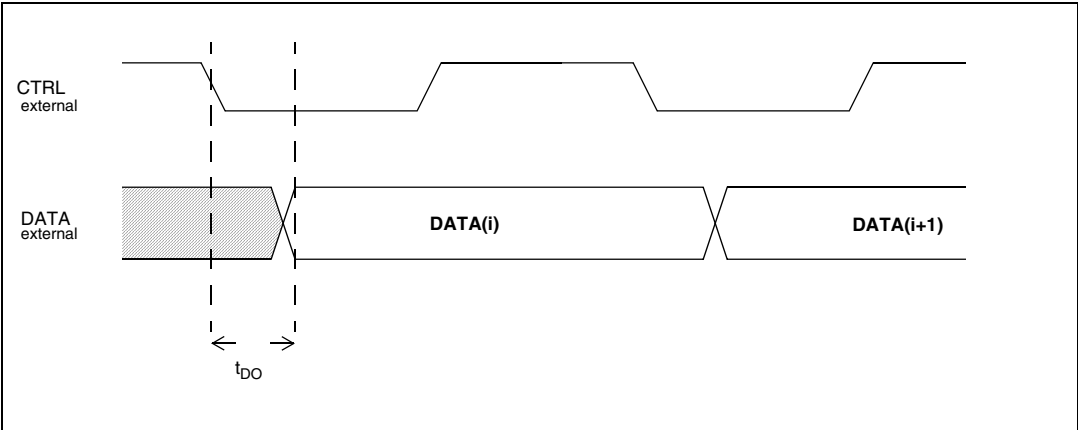 CTRL
external
DATA
external
DATA(i)
DATA(i+1)
tDO